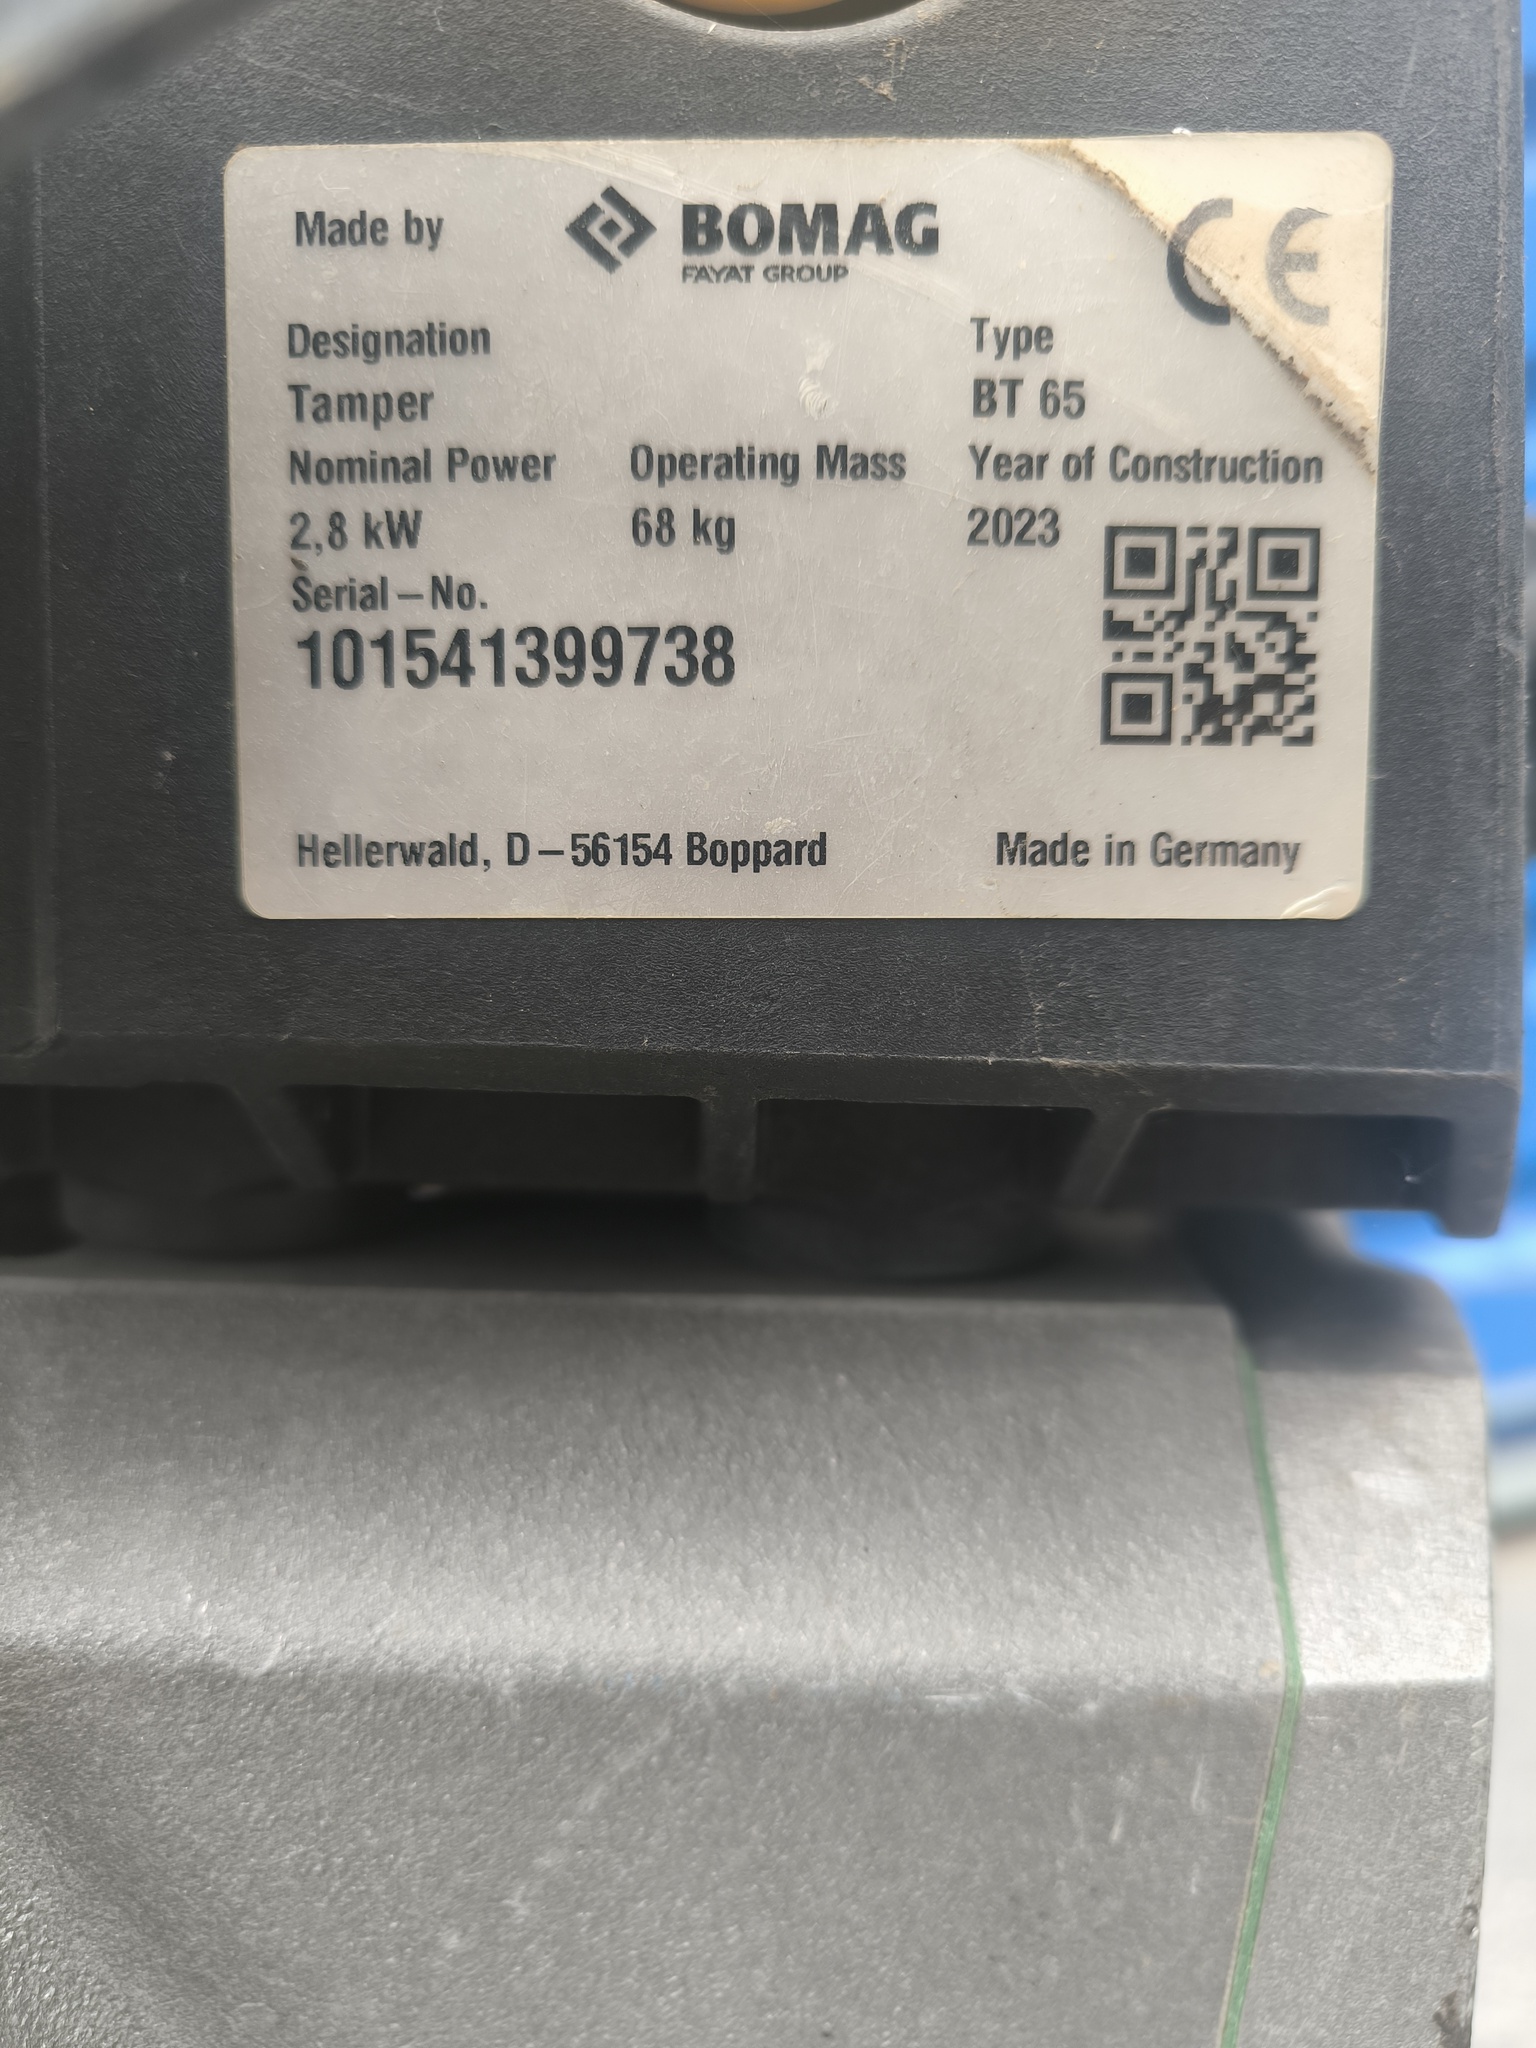 Made by BOMAG CE
FAYAT GROUP
Designation Type
Tamper BT 65
Nominal Power Operating Mass Year of Construction
2,8 kW 68 kg 2023
Serial-No.
101541399738
Hellerwald, D-56154 Boppard Made in Germany